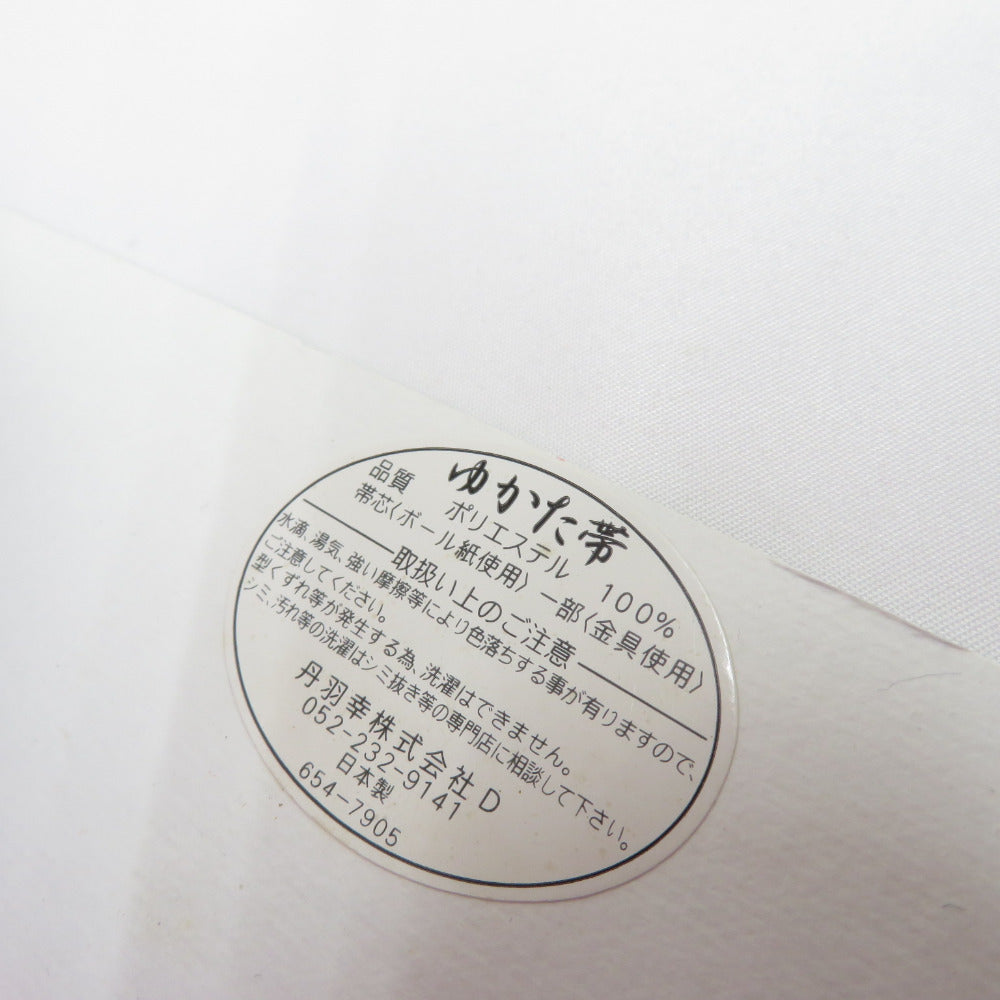 ゆかた帯
品質 ポリエステル 100%
帯芯〈ボール紙使用〉一部〈金具使用〉
取扱い上のご注意
水滴、湯気、強い摩擦等により色落ちする事が有りますので、
ご注意してください。
型くずれ等が発生する為、洗濯はできません。
シミ、汚れ等の洗濯はシミ抜き等の専門店に相談して下さい。
丹羽幸株式会社 D
052-232-9141
日本製
654-7905